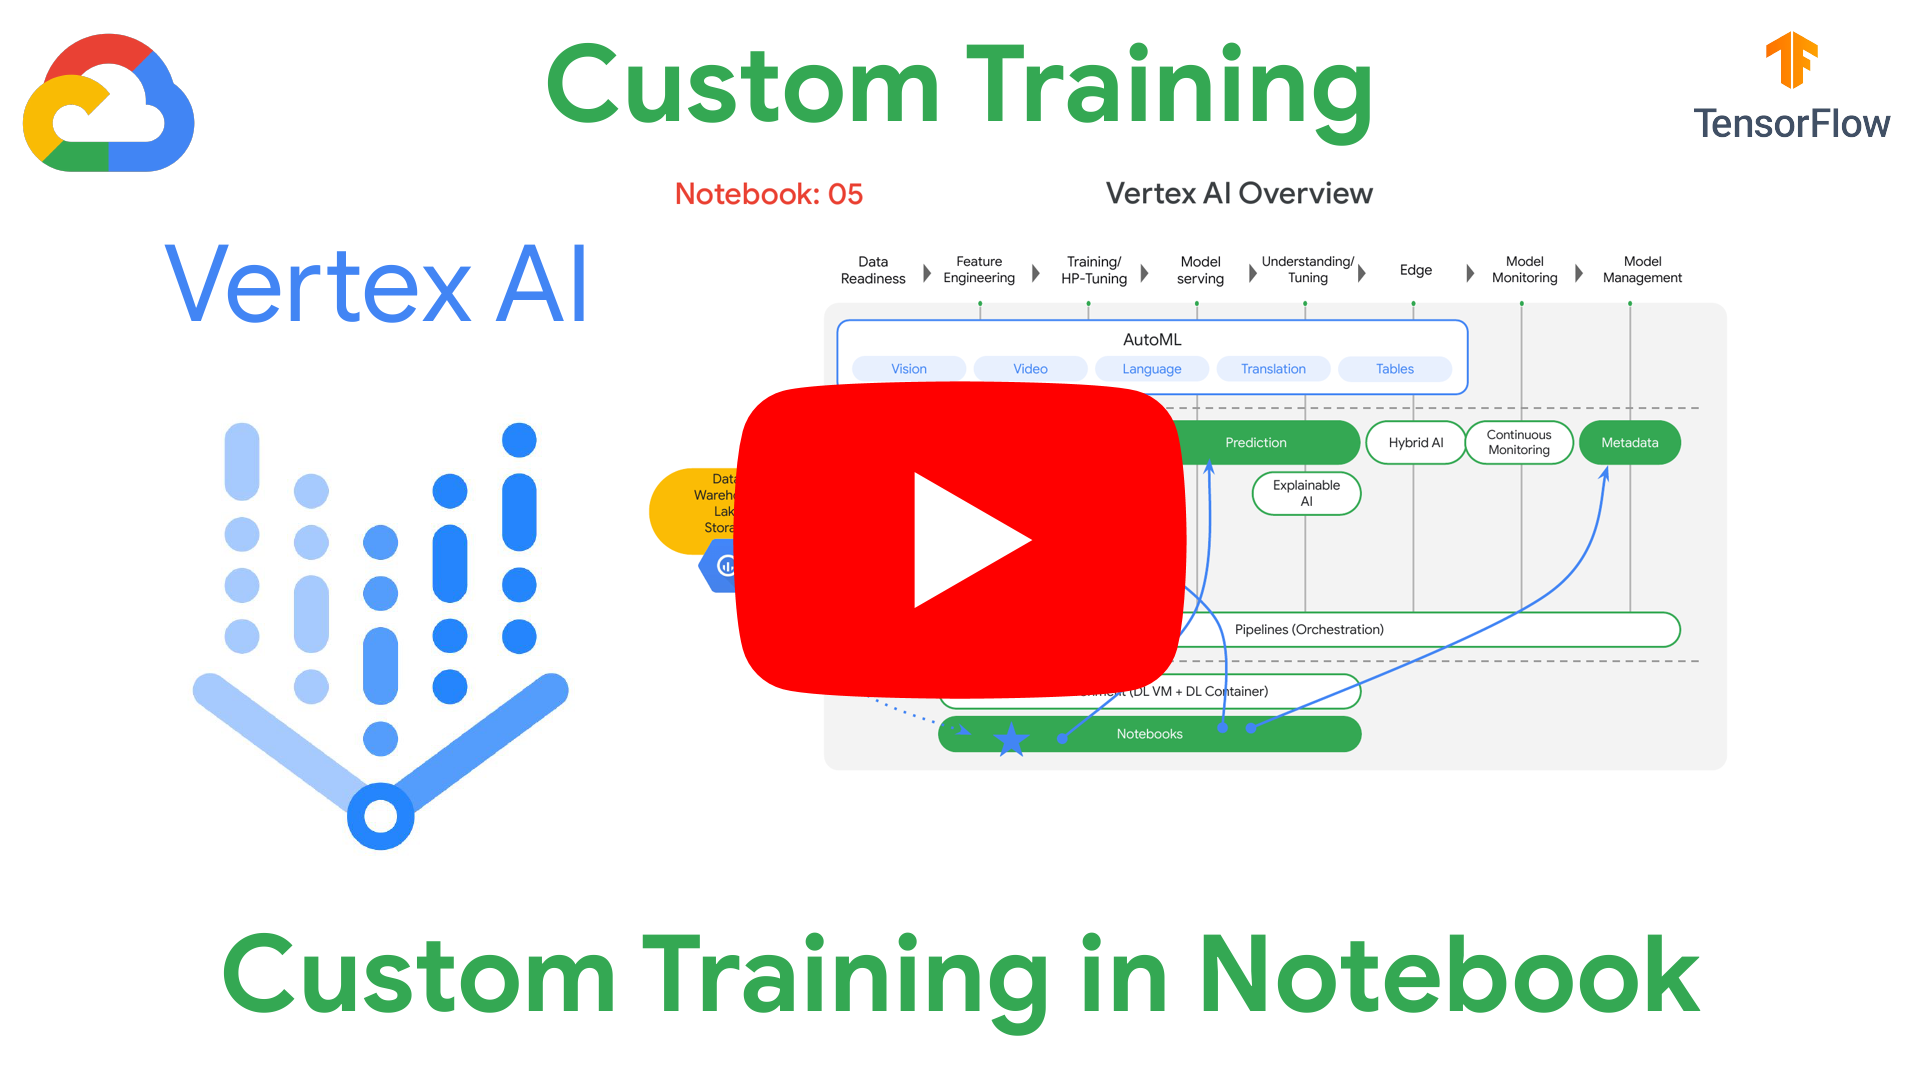 Custom Training
TensorFlow
Notebook: 05
Vertex AI Overview
Vertex AI
Data
Readiness
Feature
Engineering
Training/
HP-Tuning
Model
serving
Understanding/
Tuning
Edge
Model
Monitoring
Model
Management
AutoML
Vision
Video
Language
Translation
Tables
Prediction
Hybrid AI
Continuous
Monitoring
Metadata
Explainable
AI
Data
Pipelines (Orchestration)
(DL VM + DL Container)
Notebooks
Custom Training in Notebook